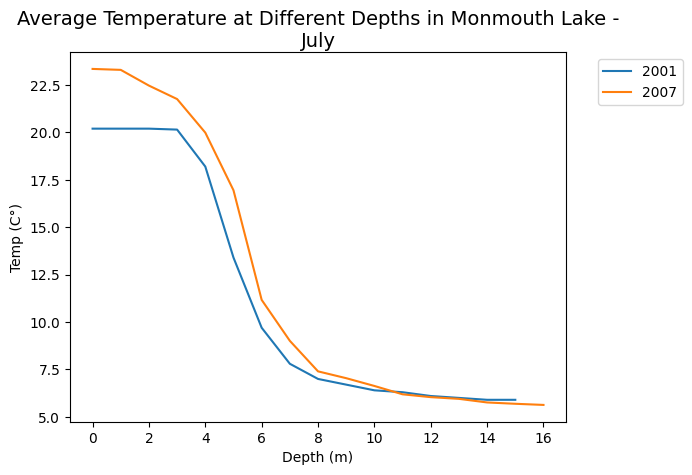 Average Temperature at Different Depths in Monmouth Lake -
July
2001
2007
22.5
20.0
17.5
15.0
12.5
10.0
7.5
5.0
Temp (C°)
0 2 4 6 8 10 12 14 16
Depth (m)